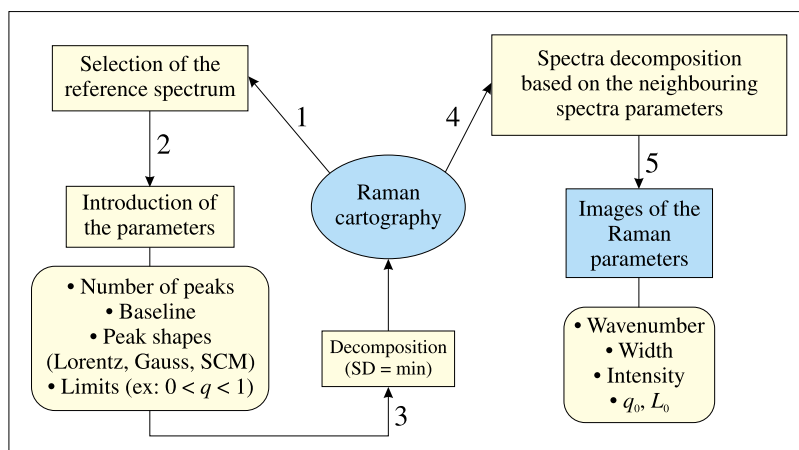 Selection of the
reference spectrum
1
2
Introduction of
the parameters
• Number of peaks
• Baseline
• Peak shapes
(Lorentz, Gauss, SCM)
• Limits (ex: 0 < q < 1)
3
Decomposition
(SD = min)
Raman
cartography
4
Spectra decomposition
based on the neighbouring
spectra parameters
5
Images of the
Raman
parameters
• Wavenumber
• Width
• Intensity
• q₀, L₀